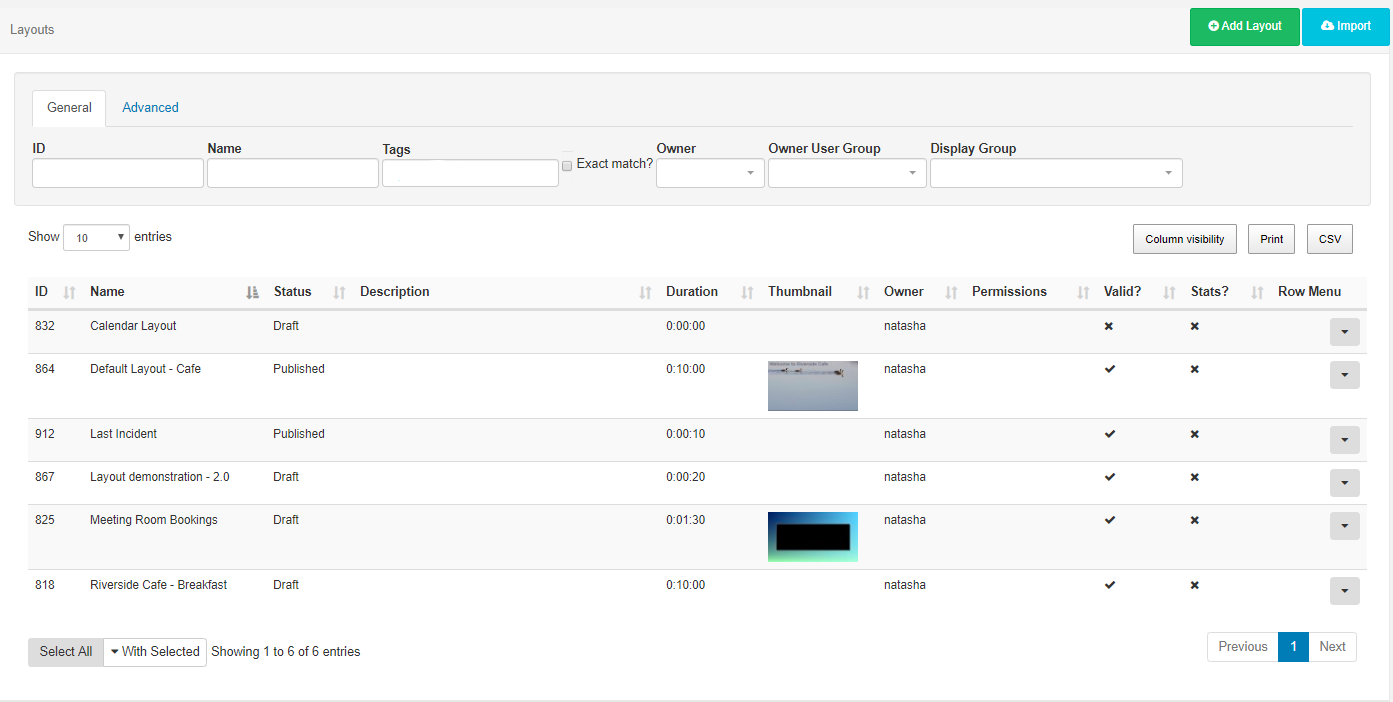 Layouts
Add Layout Import
General Advanced
ID Name Tags Exact match? Owner Owner User Group Display Group
Show 10 entries
Column visibility Print CSV
ID Name Status Description Duration Thumbnail Owner Permissions Valid? Stats? Row Menu
832 Calendar Layout Draft 0:00:00 natasha
864 Default Layout - Cafe Published 0:10:00 natasha
Welcome to Riverside Cafe
912 Last Incident Published 0:00:10 natasha
867 Layout demonstration - 2.0 Draft 0:00:20 natasha
825 Meeting Room Bookings Draft 0:01:30 natasha
818 Riverside Cafe - Breakfast Draft 0:10:00 natasha
Select All With Selected Showing 1 to 6 of 6 entries
Previous 1 Next